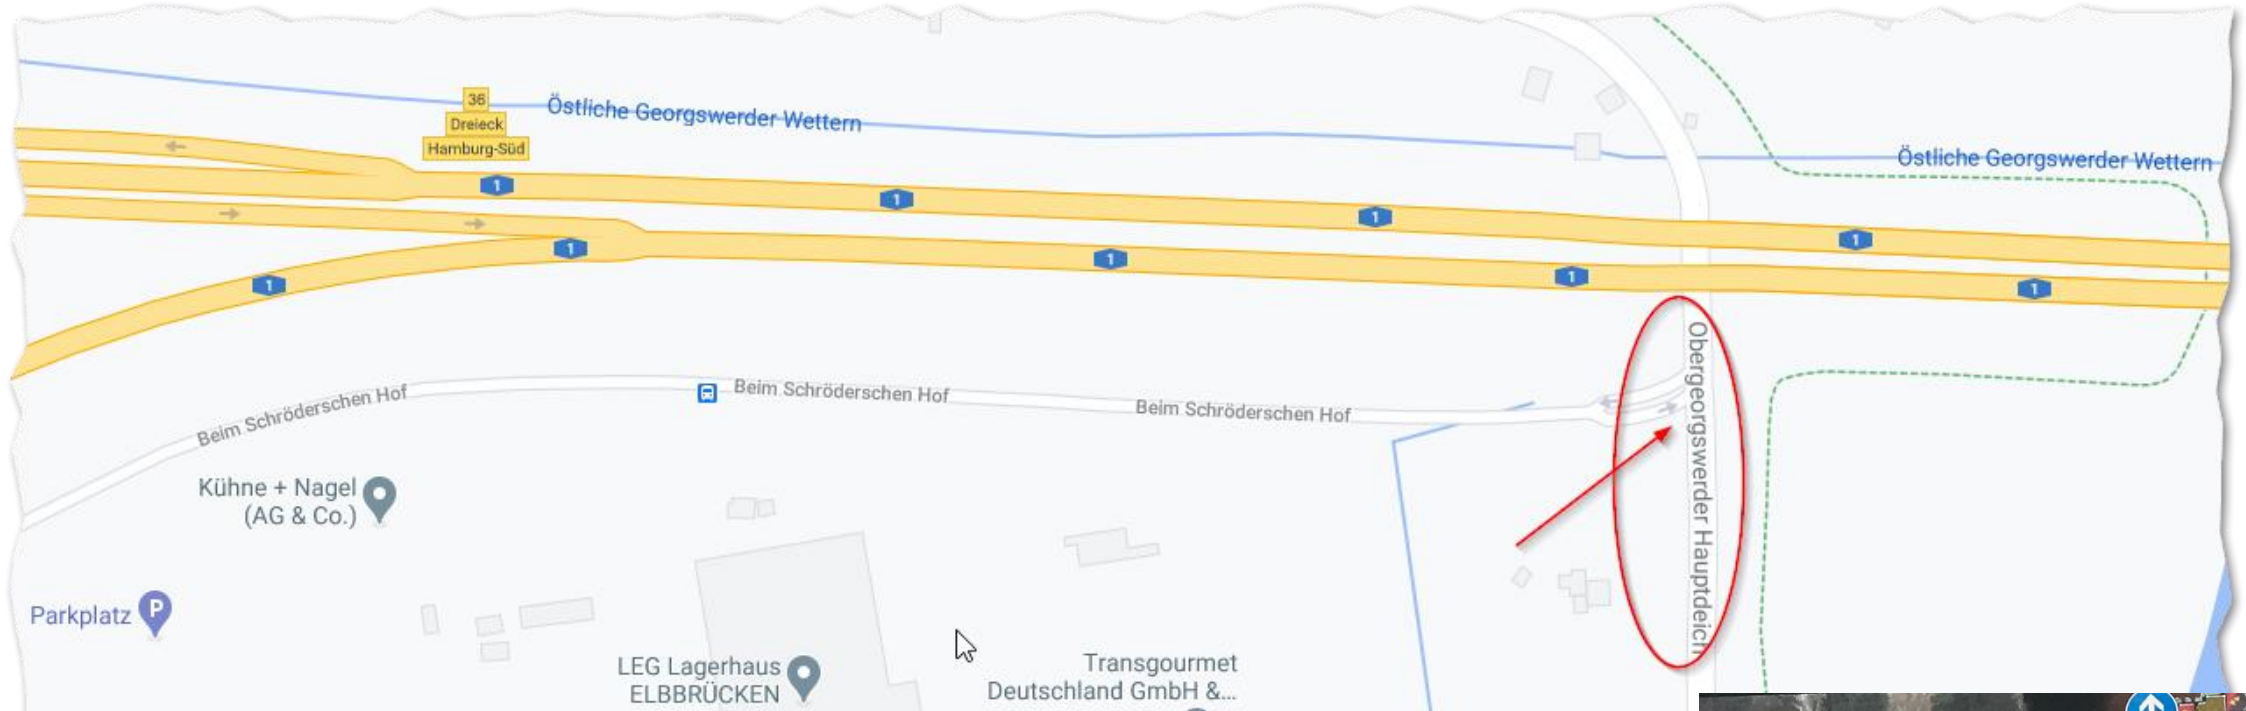 36
Dreieck
Hamburg-Süd
Östliche Georgswerder Wettern
Östliche Georgswerder Wettern
1
1
1
1
1
1
1
1
1
1
Beim Schröderschen Hof
Beim Schröderschen Hof
Beim Schröderschen Hof
Obergeorgswerder Hauptdeich
Kühne + Nagel
(AG & Co.)
Parkplatz P
LEG Lagerhaus
ELBBRÜCKEN
Transgourmet
Deutschland GmbH &...